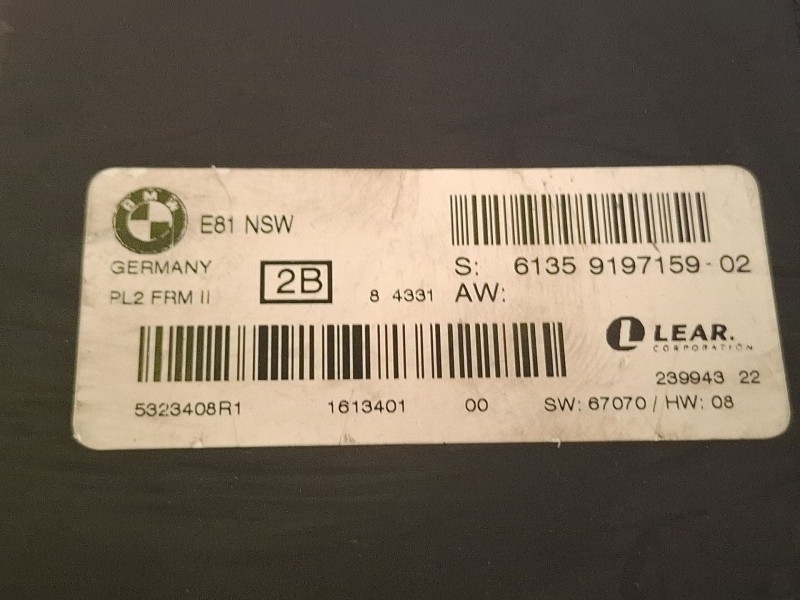 BMW
E81 NSW
GERMANY
S: 6135 9197159-02
PL2 FRM II
2B
8 4331
AW:
LEAR.
CORPORATION
239943 22
5323408R1 1613401 00 SW: 67070 / HW: 08